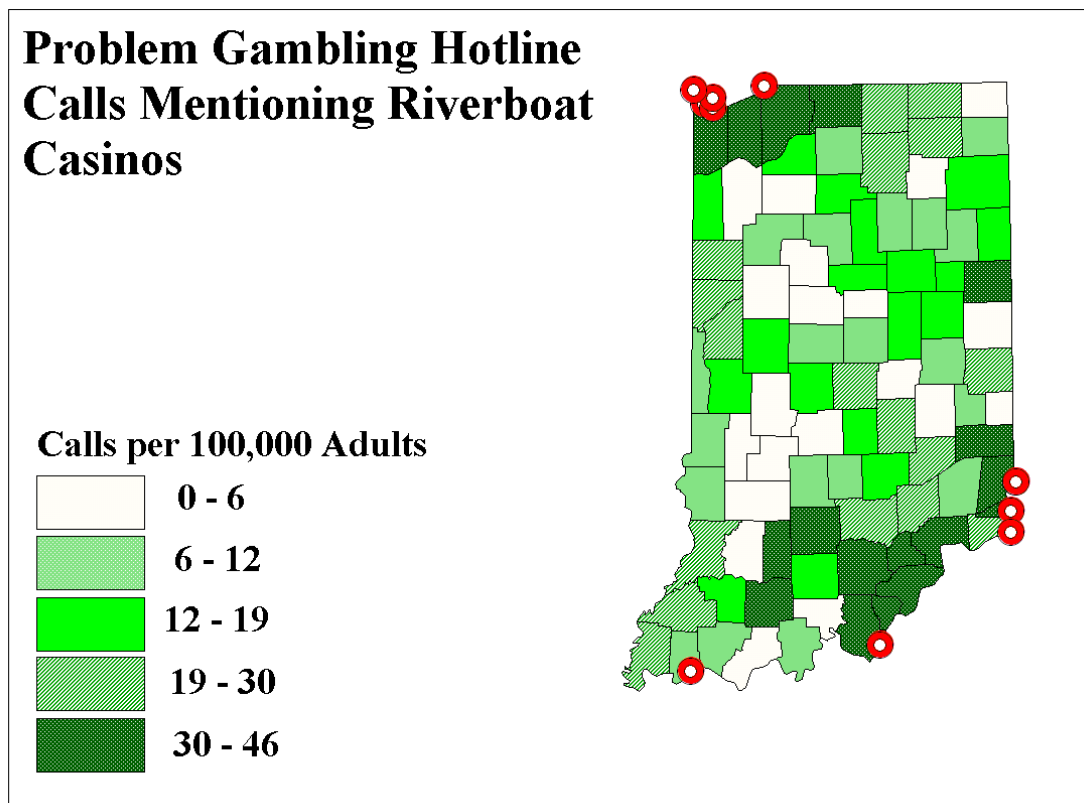 Problem Gambling Hotline
Calls Mentioning Riverboat
Casinos
Calls per 100,000 Adults
0 - 6
6 - 12
12 - 19
19 - 30
30 - 46